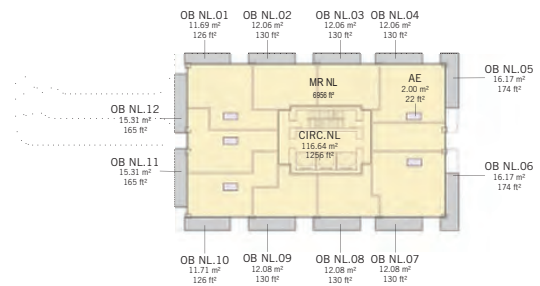 OB NL.01
11.69 m²
126 ft²
OB NL.02
12.06 m²
130 ft²
OB NL.03
12.06 m²
130 ft²
OB NL.04
12.06 m²
130 ft²
OB NL.05
16.17 m²
174 ft²
MR NL
6956 ft²
AE
2.00 m²
22 ft²
OB NL.12
15.31 m²
165 ft²
CIRC.NL
116.64 m²
1256 ft²
OB NL.11
15.31 m²
165 ft²
OB NL.06
16.17 m²
174 ft²
OB NL.10
11.71 m²
126 ft²
OB NL.09
12.08 m²
130 ft²
OB NL.08
12.08 m²
130 ft²
OB NL.07
12.08 m²
130 ft²